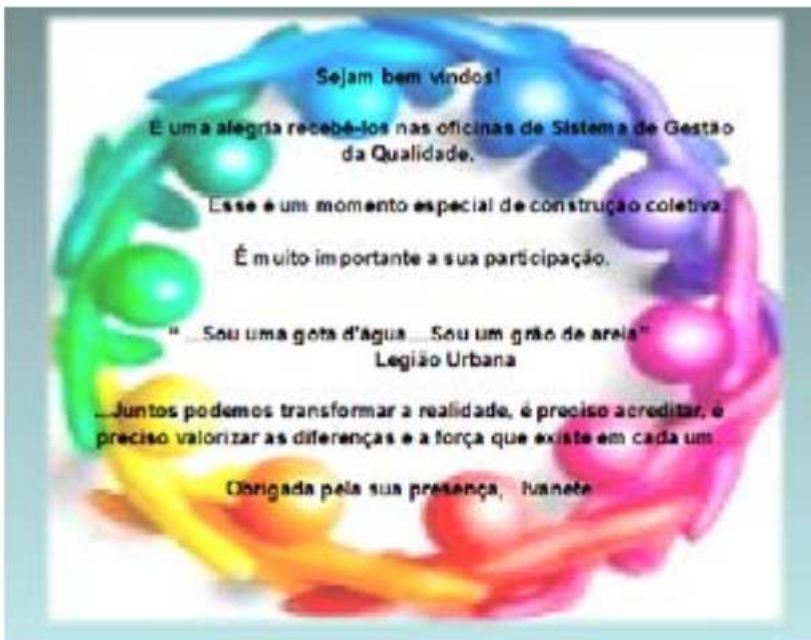 Sejam bem vindos!
É uma alegria recebê-los nas oficinas de Sistema de Gestão
da Qualidade.
Esse é um momento especial de construção coletiva.
É muito importante a sua participação.
“ ...Sou uma gota d'água....Sou um grão de areia”
Legião Urbana
...Juntos podemos transformar a realidade, é preciso acreditar, é
preciso valorizar as diferenças e a força que existe em cada um
Obrigada pela sua presença, Ivanete